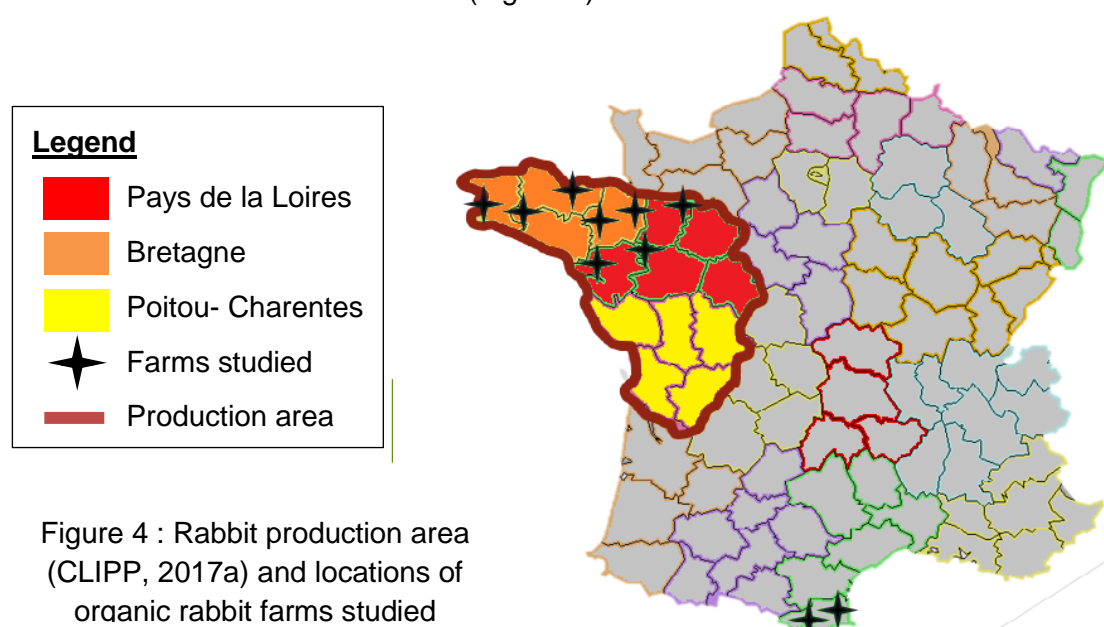 Legend
Pays de la Loires
Bretagne
Poitou- Charentes
Farms studied
Production area
Figure 4 : Rabbit production area
(CLIPP, 2017a) and locations of
organic rabbit farms studied